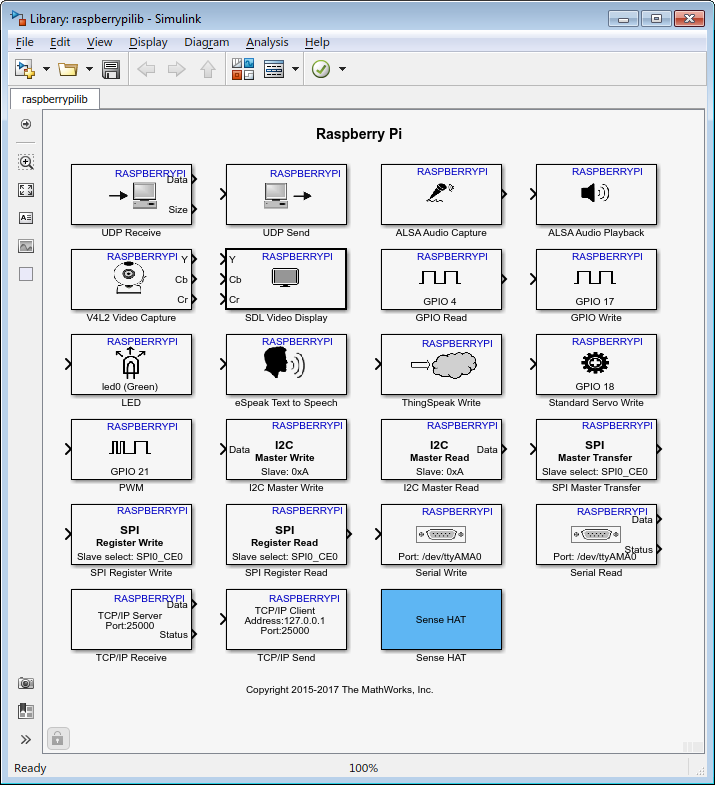 Library: raspberrypilib - Simulink
File Edit View Display Diagram Analysis Help
raspberrypilib
Raspberry Pi
RASPBERRYPI
Data
Size
UDP Receive
RASPBERRYPI
UDP Send
RASPBERRYPI
ALSA Audio Capture
RASPBERRYPI
ALSA Audio Playback
RASPBERRYPI
Y
Cb
Cr
V4L2 Video Capture
RASPBERRYPI
Y
Cb
Cr
SDL Video Display
RASPBERRYPI
GPIO 4
GPIO Read
RASPBERRYPI
GPIO 17
GPIO Write
RASPBERRYPI
led0 (Green)
LED
RASPBERRYPI
eSpeak Text to Speech
RASPBERRYPI
ThingSpeak Write
RASPBERRYPI
GPIO 18
Standard Servo Write
RASPBERRYPI
GPIO 21
PWM
RASPBERRYPI
I2C
Data
Master Write
Slave: 0xA
I2C Master Write
RASPBERRYPI
I2C
Data
Master Read
Slave: 0xA
I2C Master Read
RASPBERRYPI
SPI
Master Transfer
Slave select: SPI0_CE0
SPI Master Transfer
RASPBERRYPI
SPI
Register Write
Slave select: SPI0_CE0
SPI Register Write
RASPBERRYPI
SPI
Register Read
Slave select: SPI0_CE0
SPI Register Read
RASPBERRYPI
Port: /dev/ttyAMA0
Serial Write
RASPBERRYPI
Data
Status
Port: /dev/ttyAMA0
Serial Read
RASPBERRYPI
Data
TCP/IP Server
Port:25000
Status
TCP/IP Receive
RASPBERRYPI
TCP/IP Client
Address:127.0.0.1
Port:25000
TCP/IP Send
Sense HAT
Sense HAT
Copyright 2015-2017 The MathWorks, Inc.
Ready
100%